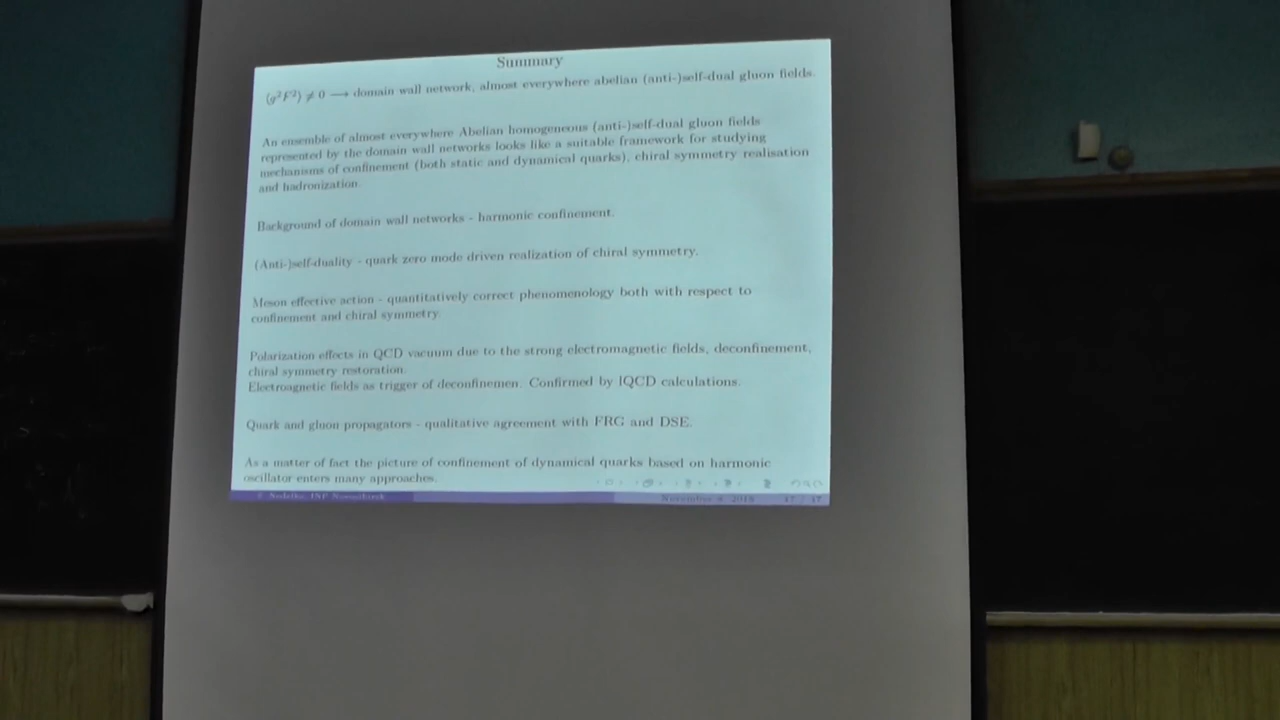 Summary
⟨g²F²⟩ ≠ 0 ⟶ domain wall network, almost everywhere abelian (anti-)self-dual gluon fields.
An ensemble of almost everywhere Abelian homogeneous (anti-)self-dual gluon fields
represented by the domain wall networks looks like a suitable framework for studying
mechanisms of confinement (both static and dynamical quarks), chiral symmetry realisation
and hadronization.
Background of domain wall networks - harmonic confinement.
(Anti-)self-duality - quark zero mode driven realization of chiral symmetry.
Meson effective action - quantitatively correct phenomenology both with respect to
confinement and chiral symmetry
Polarization effects in QCD vacuum due to the strong electromagnetic fields, deconfinement,
chiral symmetry restoration.
Electroagnetic fields as trigger of deconfinemen. Confirmed by lQCD calculations.
Quark and gluon propagators - qualitative agreement with FRG and DSE.
As a matter of fact the picture of confinement of dynamical quarks based on harmonic
oscillator enters many approaches.
November 2018 17 / 17